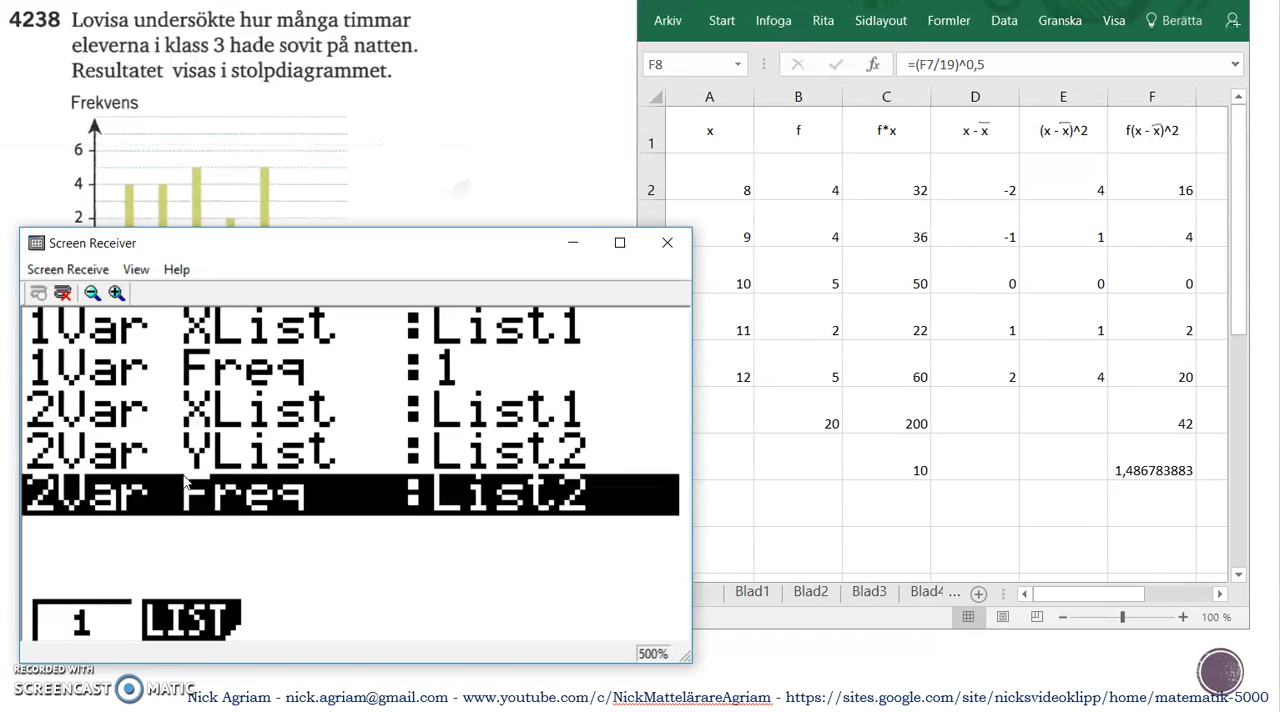 4238 Lovisa undersökte hur många timmar
eleverna i klass 3 hade sovit på natten.
Resultatet visas i stolpdiagrammet.
Frekvens
6
4
2
Screen Receiver
Screen Receive View Help
1Var XList :List1
1Var Freq :1
2Var XList :List1
2Var YList :List2
2Var Freq :List2
1 LIST
500%
Arkiv Start Infoga Rita Sidlayout Formler Data Granska Visa Berätta
F8 fx =(F7/19)^0,5
A B C D E F
1 x f f*x x - x̅ (x - x̅)^2 f(x - x̅)^2
2 8 4 32 -2 4 16
9 4 36 -1 1 4
10 5 50 0 0 0
11 2 22 1 1 2
12 5 60 2 4 20
20 200 42
10 1,486783883
Blad1 Blad2 Blad3 Blad4 ...
100 %
RECORDED WITH
SCREENCAST MATIC
Nick Agriam - nick.agriam@gmail.com - www.youtube.com/c/NickMattelärareAgriam - https://sites.google.com/site/nicksvideoklipp/home/matematik-5000